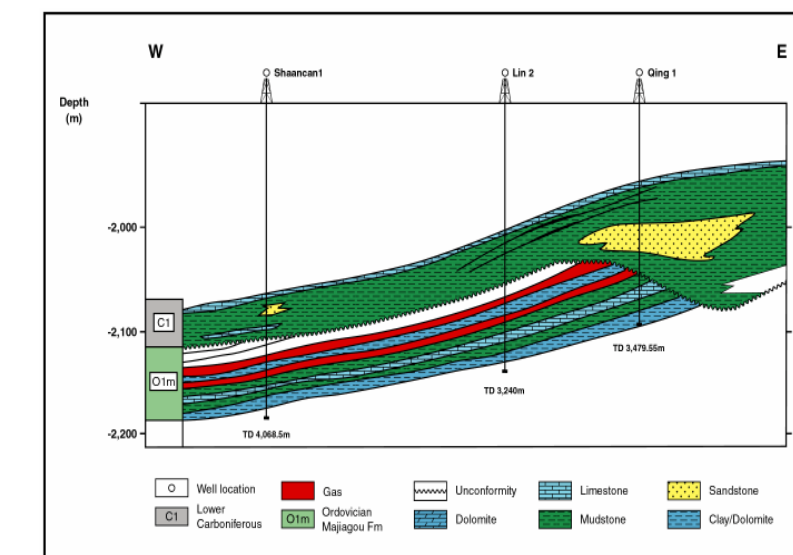 W
E
Shaancan1
Lin 2
Qing 1
Depth
(m)
-2,000
-2,100
-2,200
C1
O1m
TD 3,479.55m
TD 3,240m
TD 4,068.5m
O
Well location
Gas
Unconformity
Limestone
Sandstone
C1
Lower
Carboniferous
O1m
Ordovician
Majiagou Fm
Dolomite
Mudstone
Clay/Dolomite